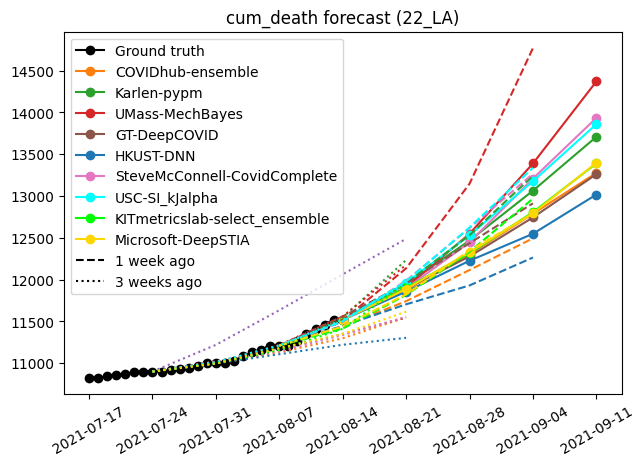 cum_death forecast (22_LA)
14500
14000
13500
13000
12500
12000
11500
11000
Ground truth
COVIDhub-ensemble
Karlen-pypm
UMass-MechBayes
GT-DeepCOVID
HKUST-DNN
SteveMcConnell-CovidComplete
USC-SI_kJalpha
KITmetricslab-select_ensemble
Microsoft-DeepSTIA
1 week ago
3 weeks ago
2021-07-17
2021-07-24
2021-07-31
2021-08-07
2021-08-14
2021-08-21
2021-08-28
2021-09-04
2021-09-11